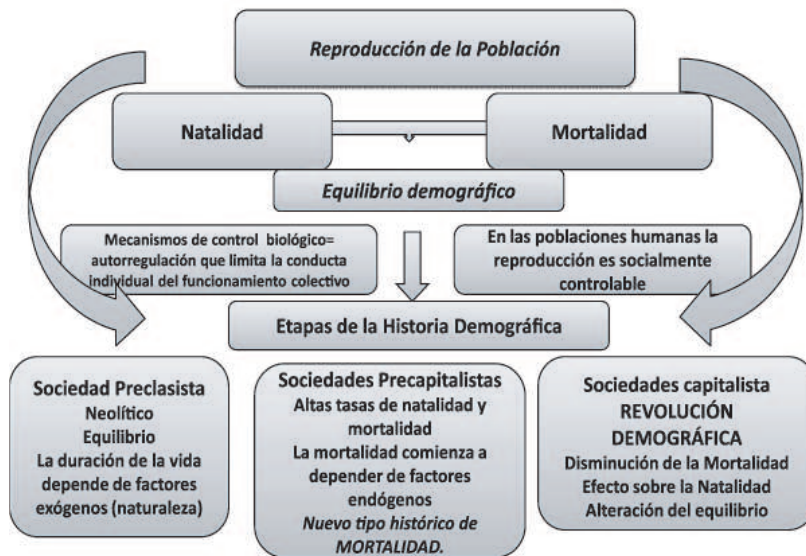 Reproducción de la Población
Natalidad
Mortalidad
Equilibrio demográfico
Mecanismos de control biológico=
autorregulación que limita la conducta
individual del funcionamiento colectivo
En las poblaciones humanas la
reproducción es socialmente
controlable
Etapas de la Historia Demográfica
Sociedad Preclasista
Neolítico
Equilibrio
La duración de la vida
depende de factores
exógenos (naturaleza)
Sociedades Precapitalistas
Altas tasas de natalidad y
mortalidad
La mortalidad comienza a
depender de factores
endógenos
Nuevo tipo histórico de
MORTALIDAD.
Sociedades capitalista
REVOLUCIÓN
DEMOGRÁFICA
Disminución de la Mortalidad
Efecto sobre la Natalidad
Alteración del equilibrio